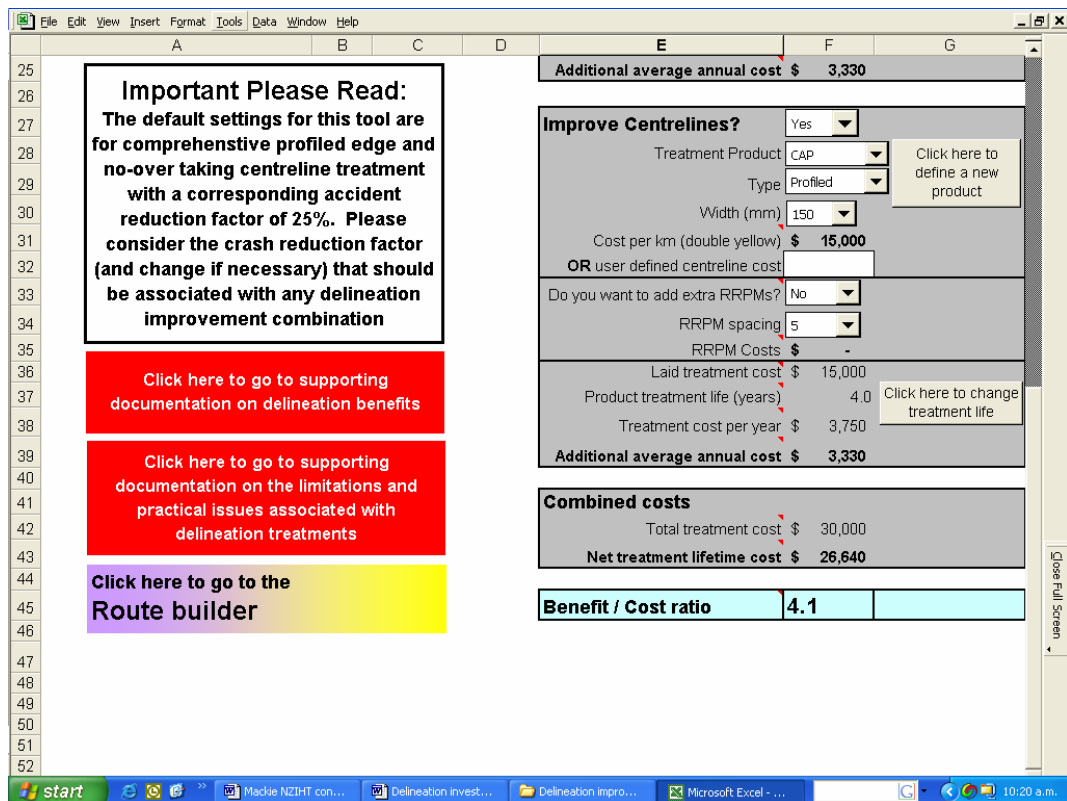 File Edit View Insert Format Tools Data Window Help
A B C D E F G
25 Additional average annual cost $ 3,330
26
27 Improve Centrelines? Yes
28 Treatment Product CAP
29 Type Profiled
30 Width (mm) 150
31 Cost per km (double yellow) $ 15,000
32 OR user defined centreline cost
33 Do you want to add extra RRPMs? No
34 RRPM spacing 5
35 RRPM Costs $ -
36 Laid treatment cost $ 15,000
37 Product treatment life (years) 4.0
38 Treatment cost per year $ 3,750
39 Additional average annual cost $ 3,330
40
41 Combined costs
42 Total treatment cost $ 30,000
43 Net treatment lifetime cost $ 26,640
44
45 Benefit / Cost ratio 4.1
46
47
48
49
50
51
52
Important Please Read:
The default settings for this tool are
for comprehenstive profiled edge and
no-over taking centreline treatment
with a corresponding accident
reduction factor of 25%. Please
consider the crash reduction factor
(and change if necessary) that should
be associated with any delineation
improvement combination
Click here to go to supporting
documentation on delineation benefits
Click here to go to supporting
documentation on the limitations and
practical issues associated with
delineation treatments
Click here to go to the
Route builder
Click here to
define a new
product
Click here to change
treatment life
Close Full Screen
start Mackie NZIHT con... Delineation invest... Delineation impro... Microsoft Excel - ... G 10:20 a.m.